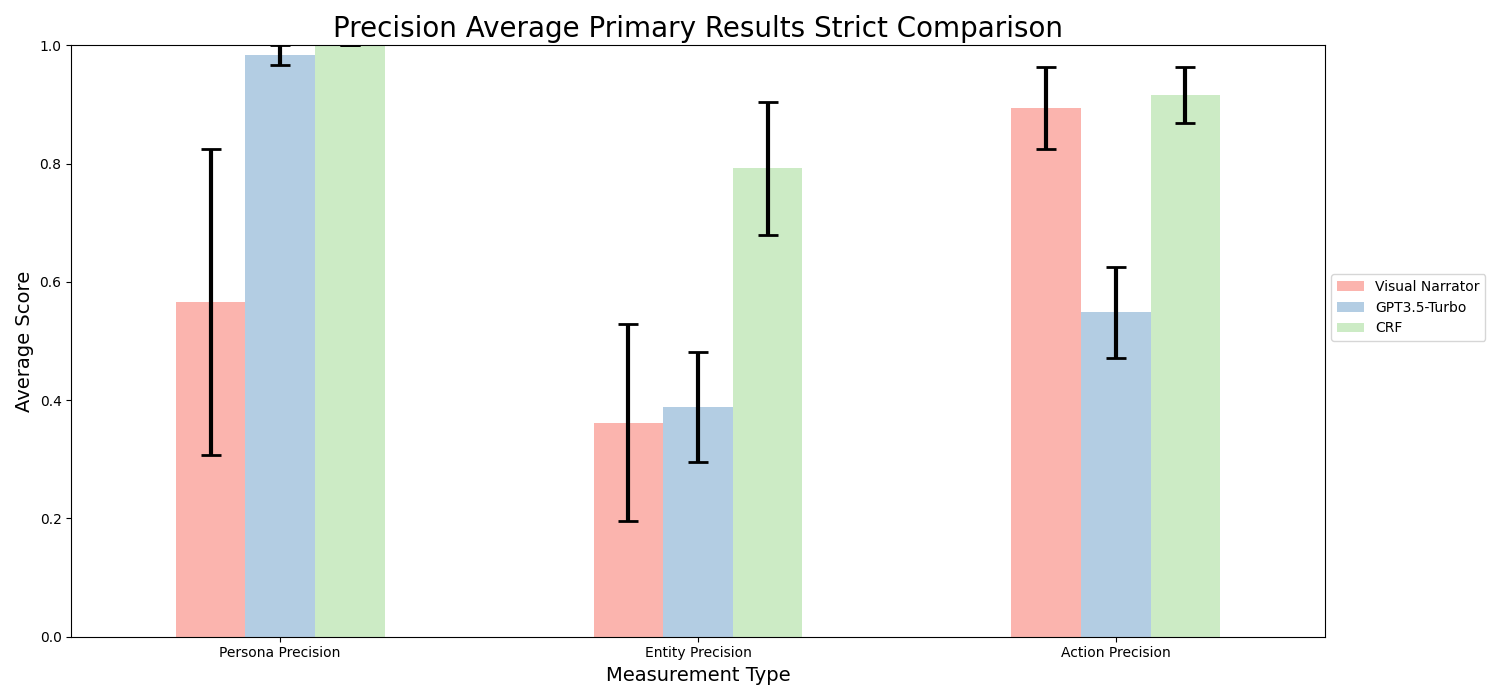 Precision Average Primary Results Strict Comparison
Average Score
1.0
0.8
0.6
0.4
0.2
0.0
Persona Precision
Entity Precision
Action Precision
Measurement Type
Visual Narrator
GPT3.5-Turbo
CRF